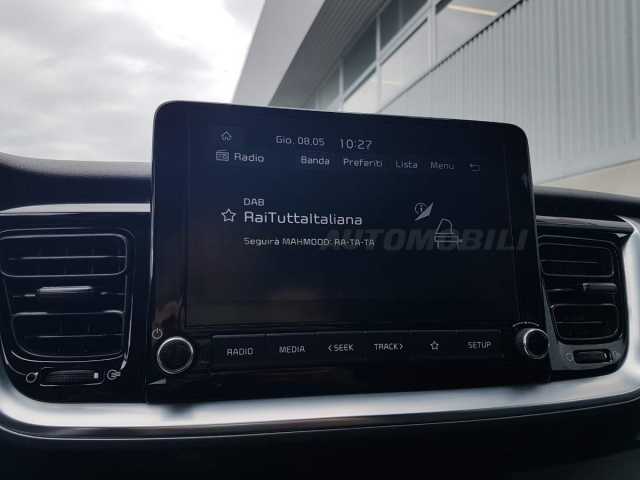 Gio. 08.05 10:27
Radio Banda Preferiti Lista Menu
DAB
RaiTuttaItaliana
Seguirà MAHMOOD: RA-TA-TA
AUTOMOBILI
RADIO MEDIA <SEEK TRACK> SETUP